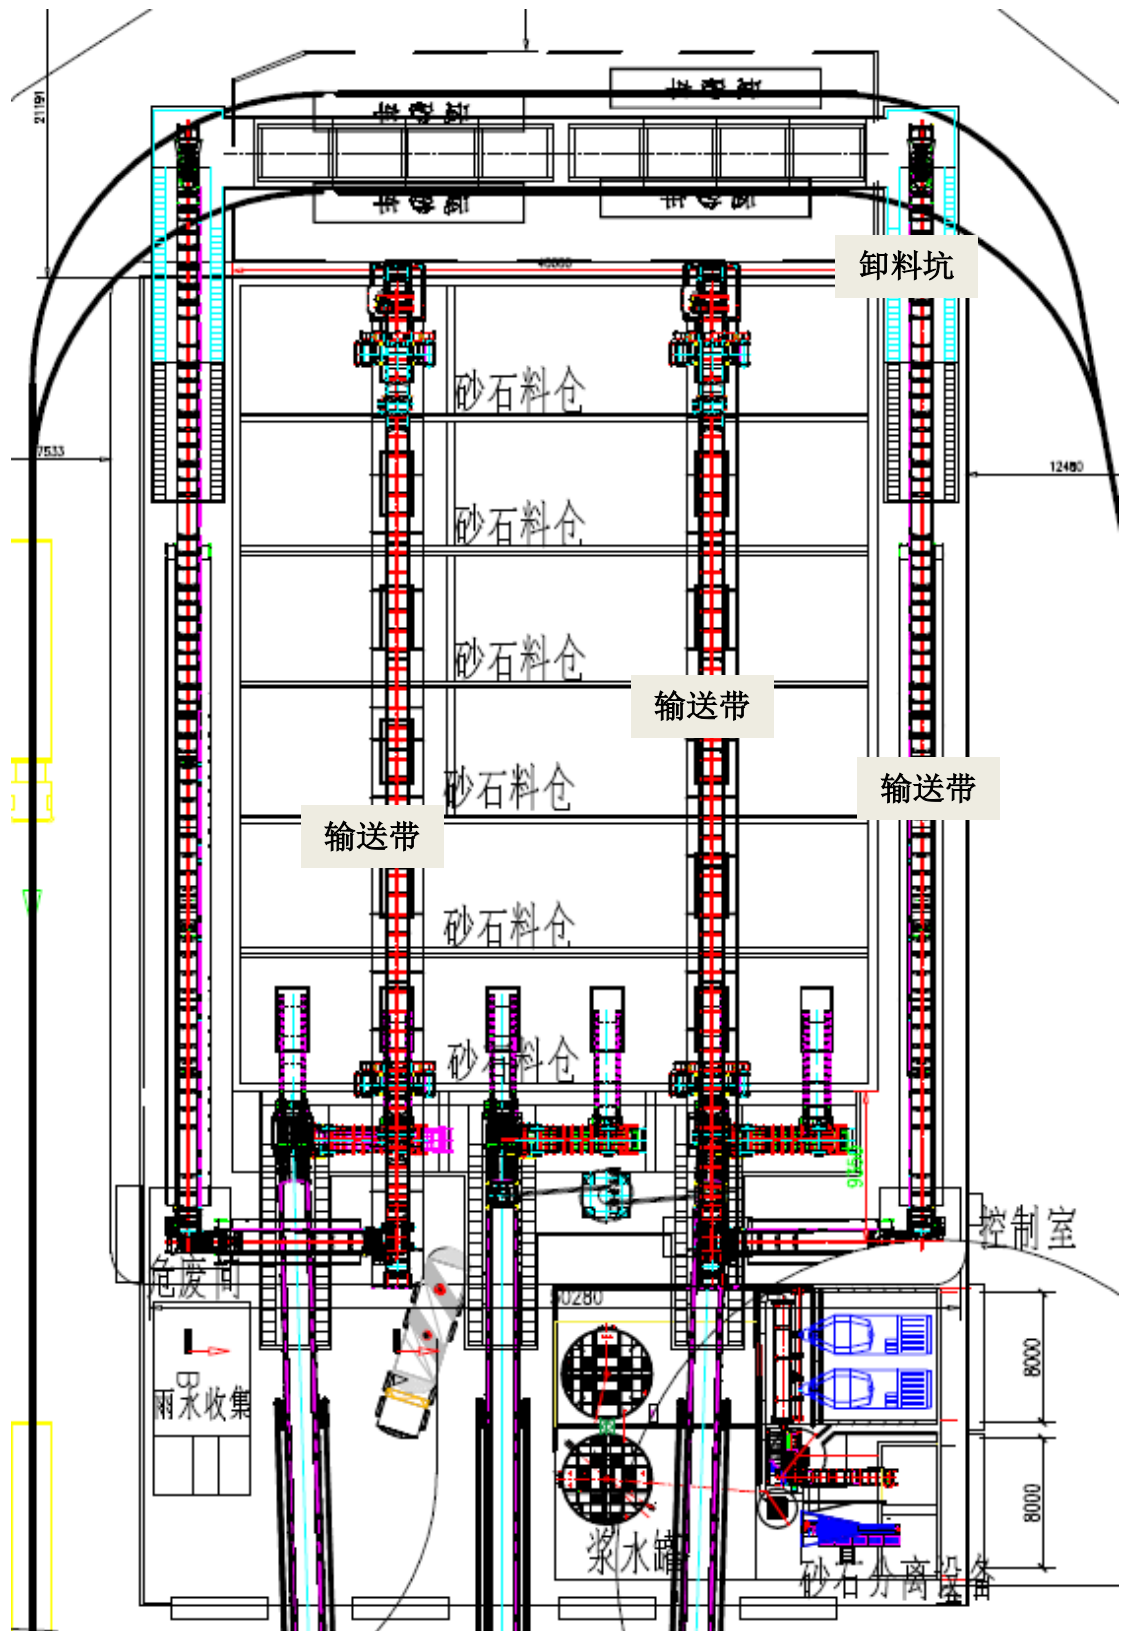 21191
卸料坑
40000
砂石料仓
7533
12480
砂石料仓
砂石料仓
输送带
砂石料仓
输送带
输送带
砂石料仓
砂石料仓
控制室
危废间
8000
雨水收集
8000
浆水罐
砂石分离设备